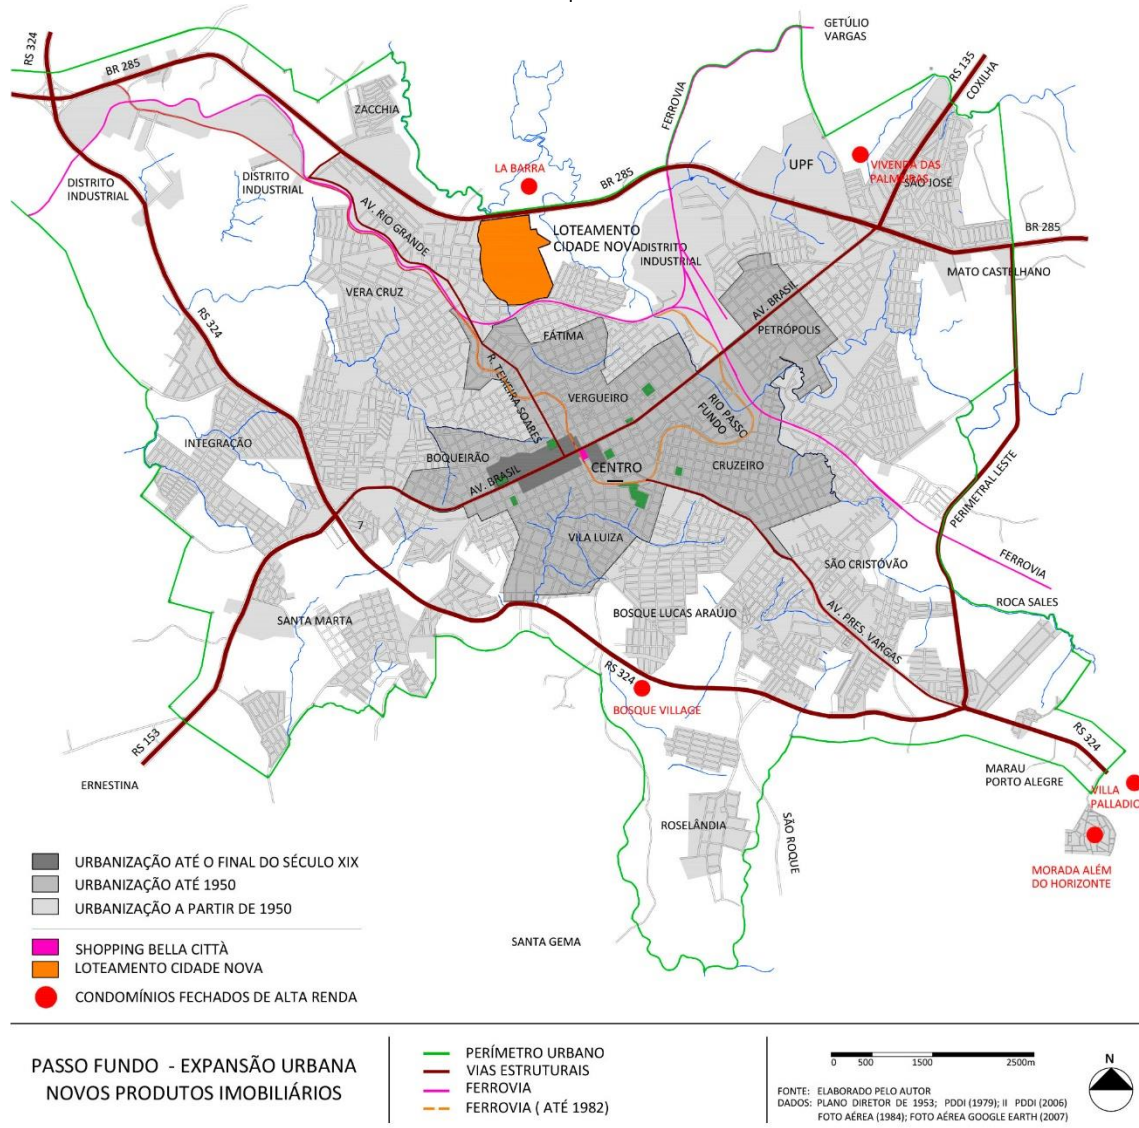 GETÚLIO
VARGAS
RS 324
BR 285
RS 135
COXILHA
FERROVIA
ZACCHIA
LA BARRA
BR 285
UPF
VIVENDA DAS
PALMEIRAS
SÃO JOSÉ
DISTRITO
INDUSTRIAL
DISTRITO
INDUSTRIAL
AV. RIO GRANDE
LOTEAMENTO
CIDADE NOVA
DISTRITO
INDUSTRIAL
BR 285
MATO CASTELHANO
VERA CRUZ
RS 324
AV. BRASIL
PETRÓPOLIS
FÁTIMA
R. TEIXEIRA SOARES
VERGUEIRO
RIO PASSO
FUNDO
INTEGRAÇÃO
BOQUEIRÃO
AV. BRASIL
CENTRO
CRUZEIRO
PERIMETRAL LESTE
7
VILA LUIZA
SÃO CRISTOVÃO
FERROVIA
ROCA SALES
SANTA MARTA
BOSQUE LUCAS ARAÚJO
AV. PRES. VARGAS
RS 324
BOSQUE VILLAGE
RS 153
RS 324
ERNESTINA
MARAU
PORTO ALEGRE
VILLA
PALLADIO
ROSELÂNDIA
SÃO ROQUE
MORADA ALÉM
DO HORIZONTE
SANTA GEMA
URBANIZAÇÃO ATÉ O FINAL DO SÉCULO XIX
URBANIZAÇÃO ATÉ 1950
URBANIZAÇÃO A PARTIR DE 1950
SHOPPING BELLA CITTÀ
LOTEAMENTO CIDADE NOVA
CONDOMÍNIOS FECHADOS DE ALTA RENDA
PASSO FUNDO - EXPANSÃO URBANA
NOVOS PRODUTOS IMOBILIÁRIOS
PERÍMETRO URBANO
VIAS ESTRUTURAIS
FERROVIA
FERROVIA ( ATÉ 1982)
0 500 1500 2500m
N
FONTE: ELABORADO PELO AUTOR
DADOS: PLANO DIRETOR DE 1953; PDDI (1979); II PDDI (2006)
FOTO AÉREA (1984); FOTO AÉREA GOOGLE EARTH (2007)